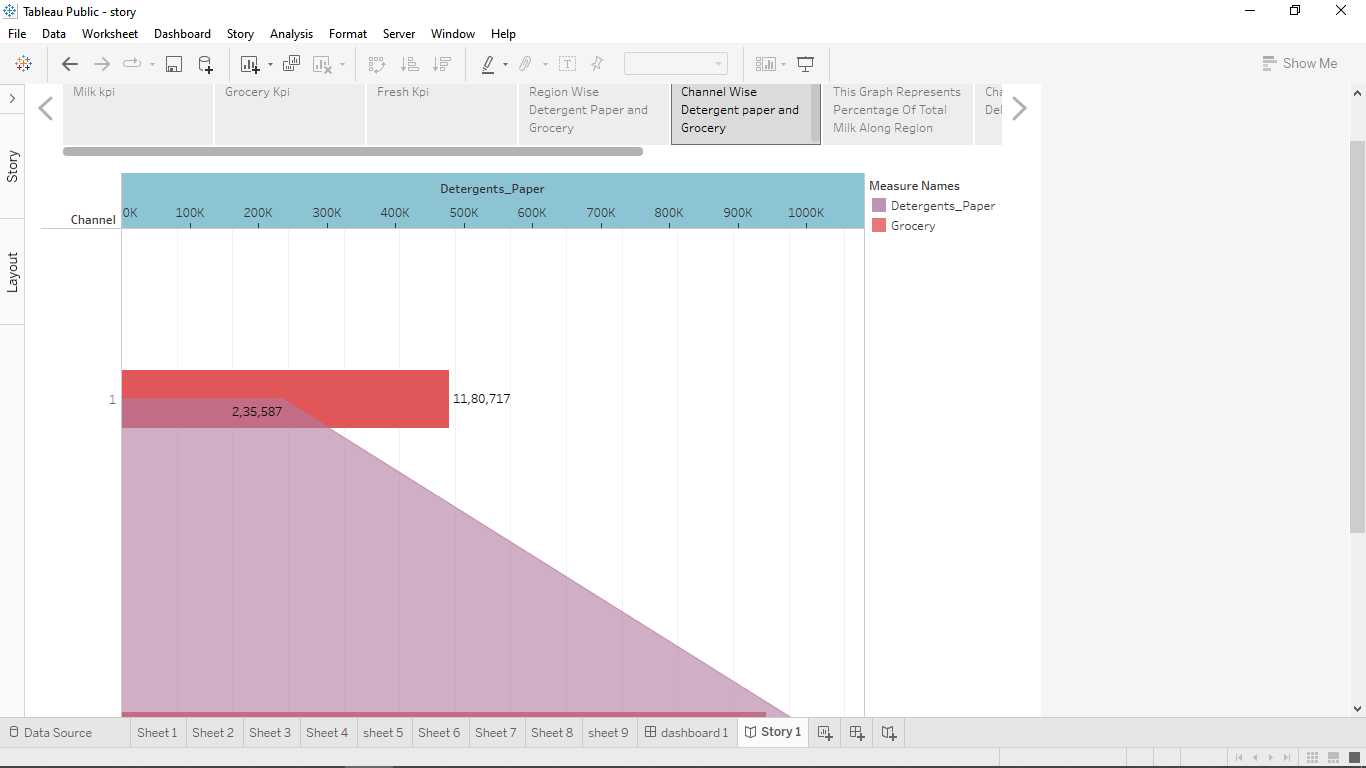 Tableau Public - story
File Data Worksheet Dashboard Story Analysis Format Server Window Help
Show Me
Milk kpi
Grocery Kpi
Fresh Kpi
Region Wise
Detergent Paper and
Grocery
Channel Wise
Detergent paper and
Grocery
This Graph Represents
Percentage Of Total
Milk Along Region
Story
Layout
Detergents_Paper
Channel
0K 100K 200K 300K 400K 500K 600K 700K 800K 900K 1000K
Measure Names
Detergents_Paper
Grocery
1
11,80,717
2,35,587
Data Source Sheet 1 Sheet 2 Sheet 3 Sheet 4 sheet 5 Sheet 6 Sheet 7 Sheet 8 sheet 9 dashboard 1 Story 1